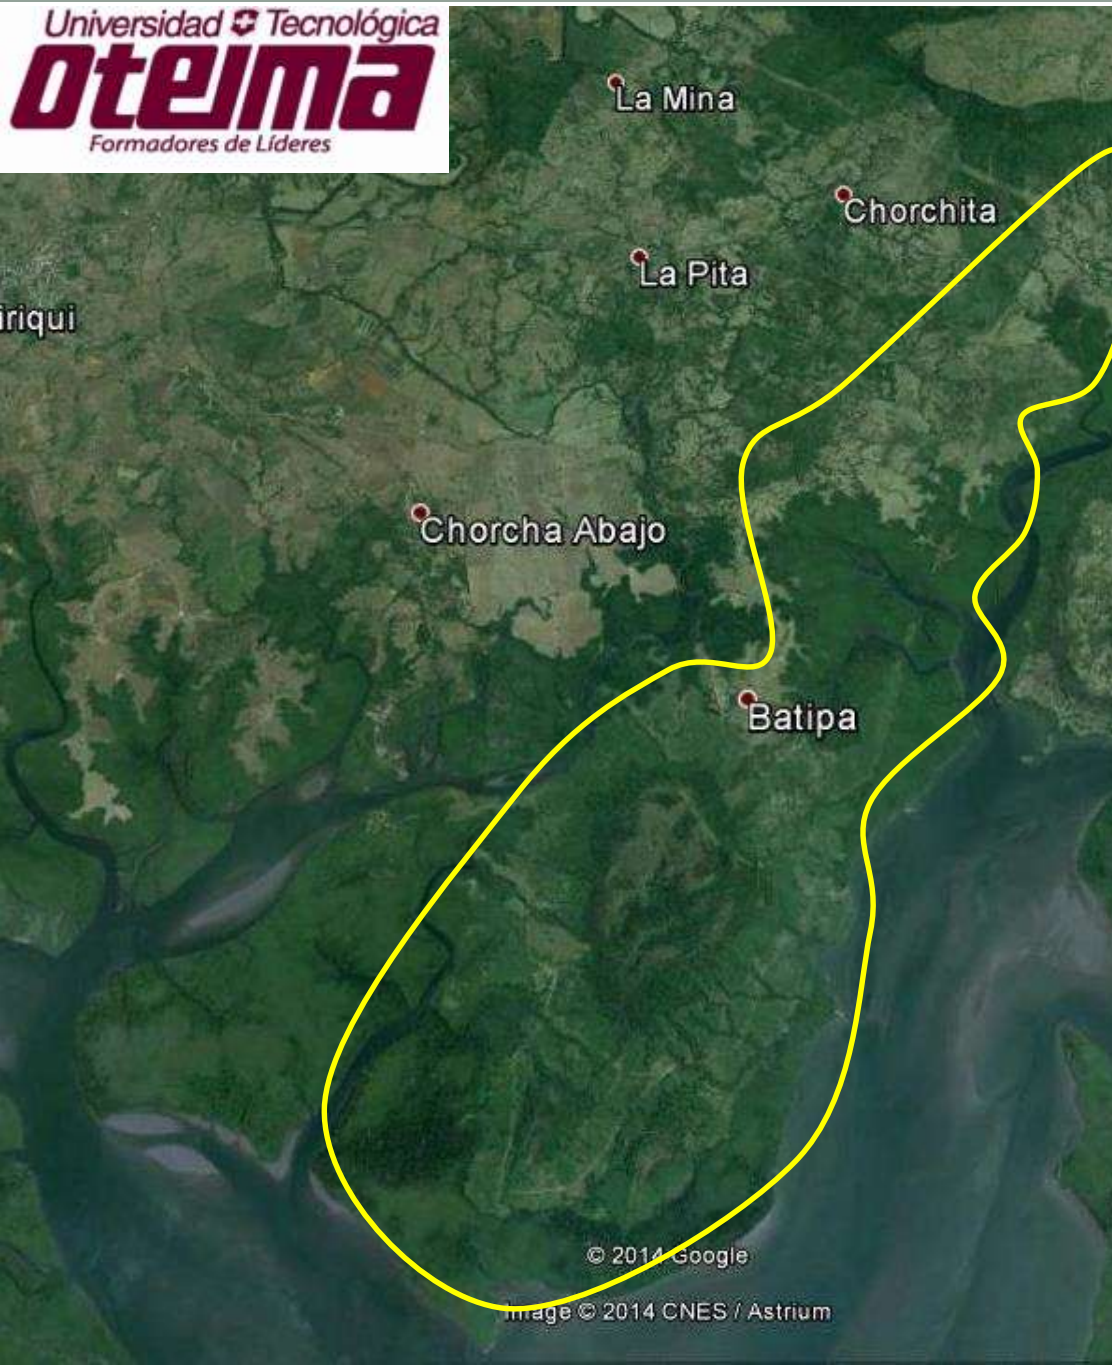 Universidad Tecnológica
oteima
Formadores de Líderes
La Mina
Chorchita
La Pita
iriqui
Chorcha Abajo
Batipa
© 2014 Google
Image © 2014 CNES / Astrium